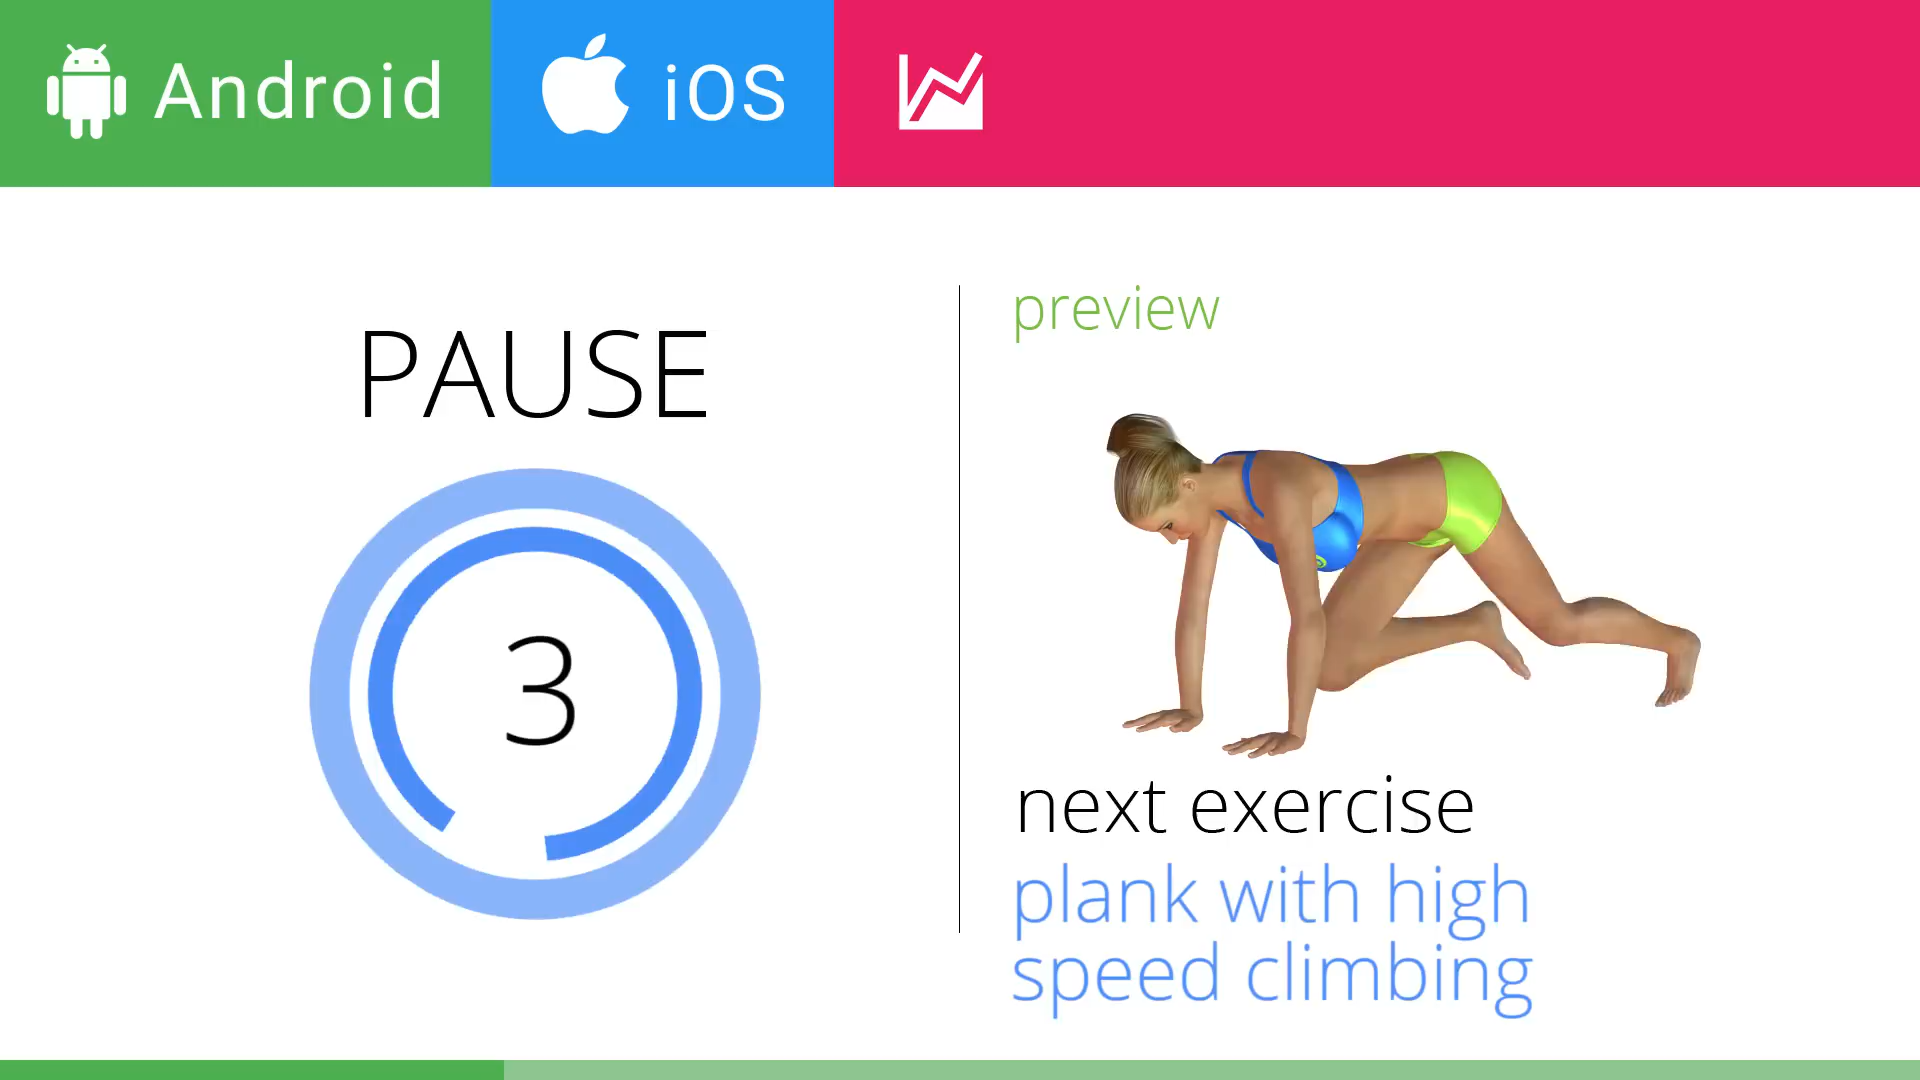 Android
iOS
PAUSE
3
preview
next exercise
plank with high
speed climbing